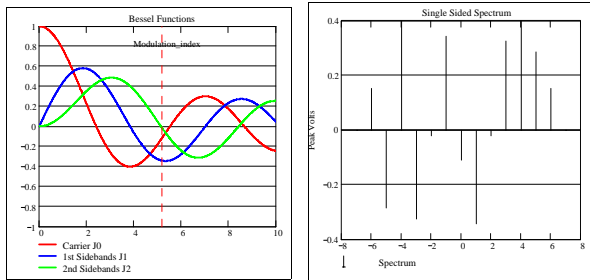 Bessel Functions
Modulation_index
1
0.8
0.6
0.4
0.2
0
−0.2
−0.4
−0.6
−0.8
−1
0 2 4 6 8 10
Carrier J0
1st Sidebands J1
2nd Sidebands J2
Single Sided Spectrum
Peak Volts
0.4
0.2
0
−0.2
−0.4
−8 −6 −4 −2 0 2 4 6 8
Spectrum